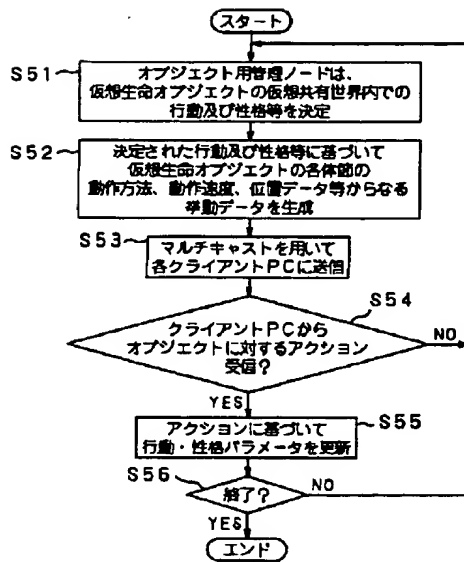 スタート
S51
オブジェクト用管理ノードは、
仮想生命オブジェクトの仮想共有世界内での
行動及び性格等を決定
S52
決定された行動及び性格等に基づいて
仮想生命オブジェクトの各体節の
動作方法、動作速度、位置データ等からなる
挙動データを生成
S53
マルチキャストを用いて
各クライアントPCに送信
S54
クライアントPCから
オブジェクトに対するアクション
受信?
NO
YES
S55
アクションに基づいて
行動・性格パラメータを更新
S56
終了?
NO
YES
エンド